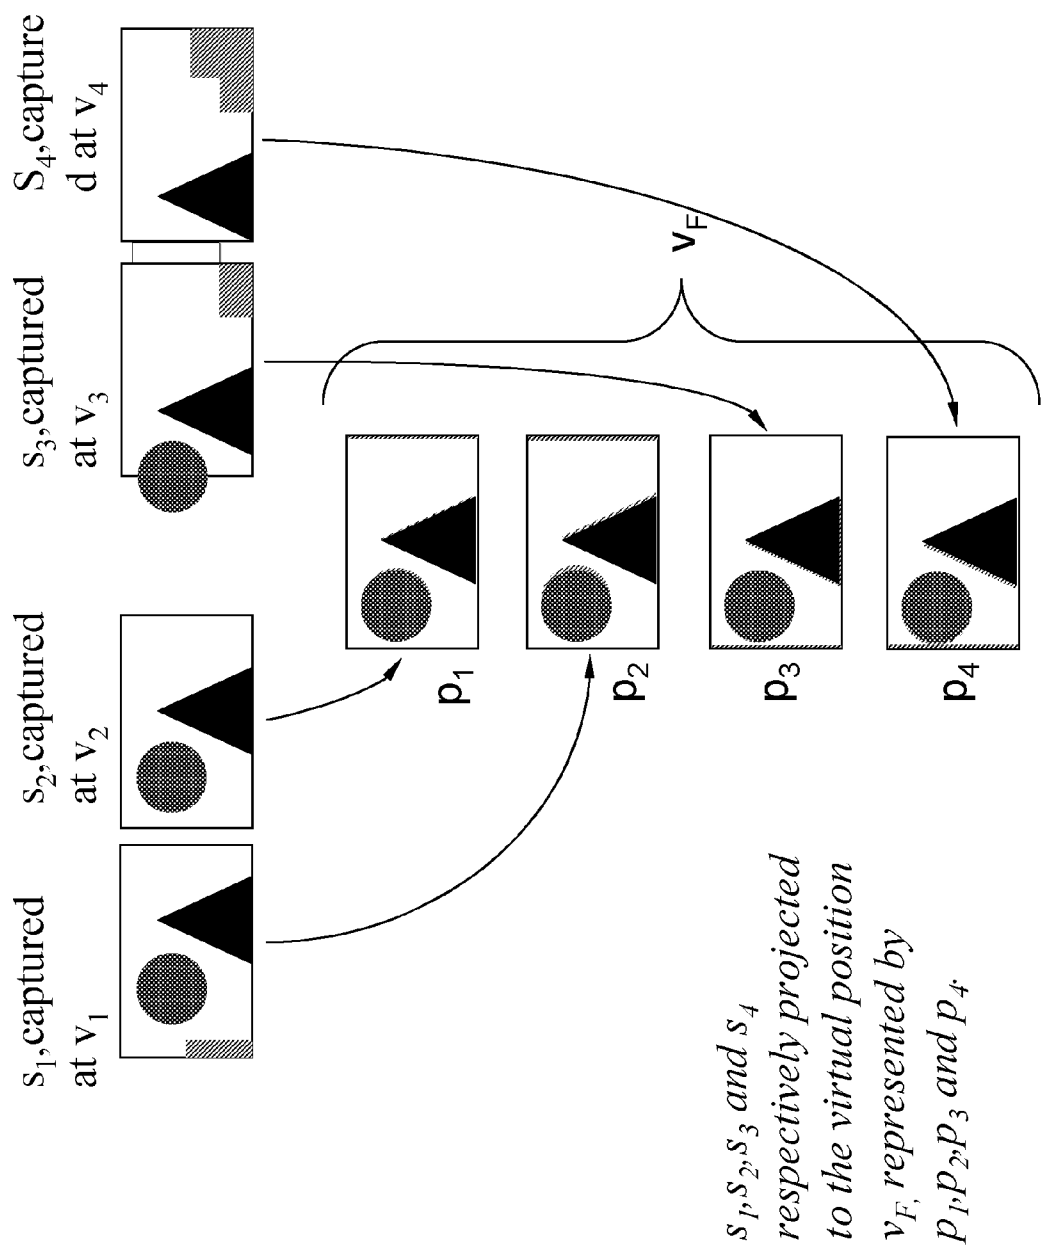 s1,captured
at v1
s2,captured
at v2
s3,captured
at v3
S4,capture
d at v4
p1
p2
p3
p4
vF
s1,s2,s3 and s4
respectively projected
to the virtual position
vF, represented by
p1,p2,p3 and p4.